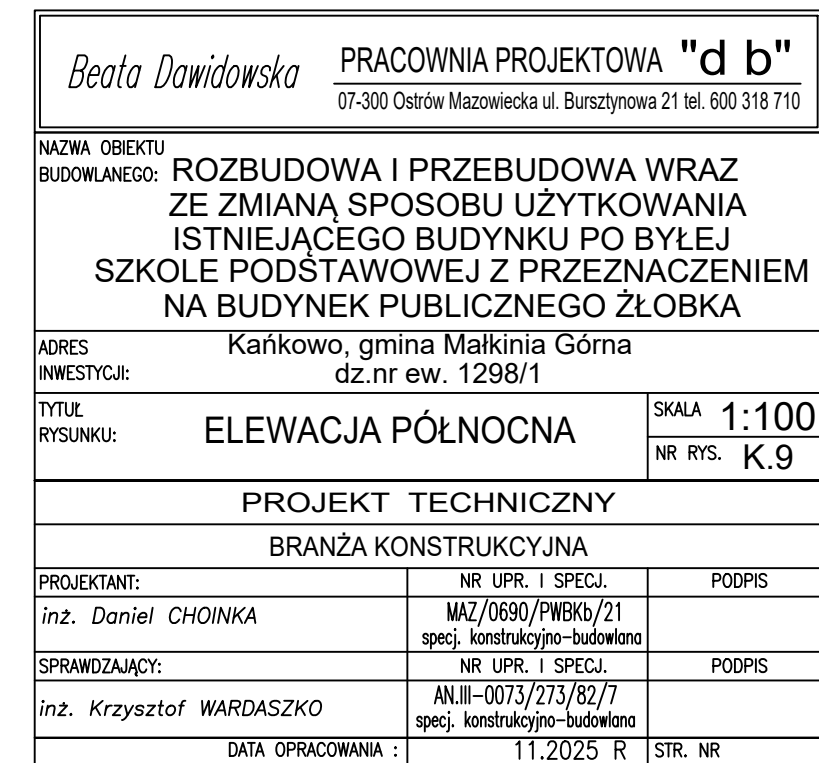 Beata Dawidowska PRACOWNIA PROJEKTOWA "d b"
07-300 Ostrów Mazowiecka ul. Bursztynowa 21 tel. 600 318 710
NAZWA OBIEKTU
BUDOWLANEGO: ROZBUDOWA I PRZEBUDOWA WRAZ
ZE ZMIANĄ SPOSOBU UŻYTKOWANIA
ISTNIEJĄCEGO BUDYNKU PO BYŁEJ
SZKOLE PODSTAWOWEJ Z PRZEZNACZENIEM
NA BUDYNEK PUBLICZNEGO ŻŁOBKA
ADRES
INWESTYCJI:
Kańkowo, gmina Małkinia Górna
dz.nr ew. 1298/1
TYTUŁ
RYSUNKU:
ELEWACJA PÓŁNOCNA
SKALA 1:100
NR RYS. K.9
PROJEKT TECHNICZNY
BRANŻA KONSTRUKCYJNA
PROJEKTANT: NR UPR. I SPECJ. PODPIS
inż. Daniel CHOINKA
MAZ/0690/PWBKb/21
specj. konstrukcyjno-budowlana
SPRAWDZAJĄCY: NR UPR. I SPECJ. PODPIS
inż. Krzysztof WARDASZKO
AN.III-0073/273/82/7
specj. konstrukcyjno-budowlana
DATA OPRACOWANIA : 11.2025 R STR. NR